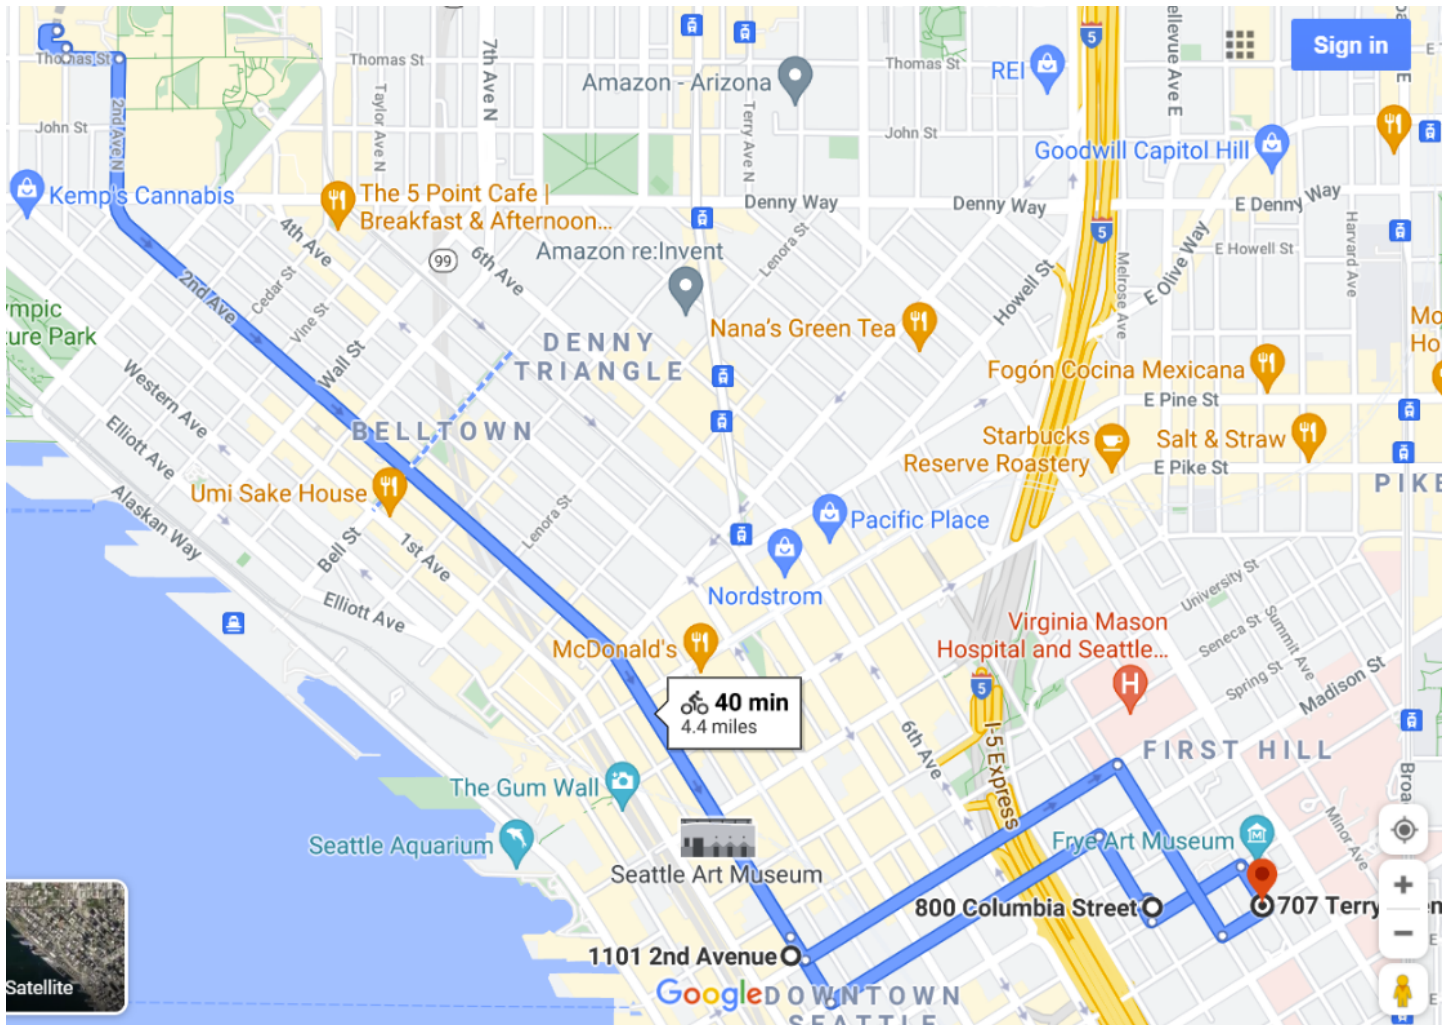 5
Sign in
Thomas St
Thomas St
Thomas St
7th Ave N
Amazon - Arizona
REI
2nd Ave N
Taylor Ave N
Terry Ave N
John St
John St
Goodwill Capitol Hill
Kemp's Cannabis
The 5 Point Cafe |
Breakfast & Afternoon...
Denny Way
Denny Way
E Denny Way
4th Ave
6th Ave
99
Amazon re:Invent
Lenora St
5
Melrose Ave
E Olive Way
E Howell St
Harvard Ave
2nd Ave
Cedar St
Vine St
Howell St
Nana's Green Tea
DENNY
TRIANGLE
Wall St
Western Ave
Fogón Cocina Mexicana
E Pine St
Elliott Ave
BELLTOWN
Starbucks
Reserve Roastery
Salt & Straw
E Pike St
Umi Sake House
Alaskan Way
Bell St
1st Ave
Lenora St
Pacific Place
Nordstrom
Elliott Ave
McDonald's
University St
Summit Ave
Seneca St
Spring St
Madison St
Virginia Mason
Hospital and Seattle...
H
5
40 min
4.4 miles
6th Ave
I-5 Express
FIRST HILL
The Gum Wall
Seattle Aquarium
Seattle Art Museum
Frye Art Museum
Minor Ave
800 Columbia Street
707 Terry
1101 2nd Avenue
Satellite
Google
DOWNTOWN
SEATTLE